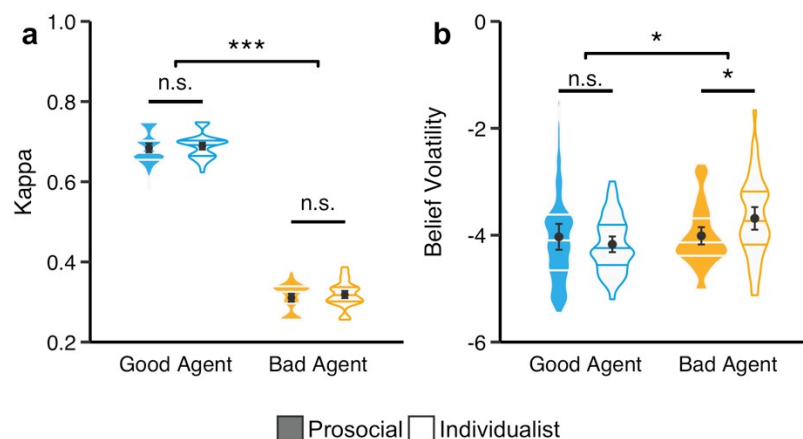 a
Kappa
1.0
0.8
0.6
0.4
0.2
***
n.s.
n.s.
Good Agent
Bad Agent
b
Belief Volatility
0
-2
-4
-6
*
n.s.
*
Good Agent
Bad Agent
Prosocial
Individualist